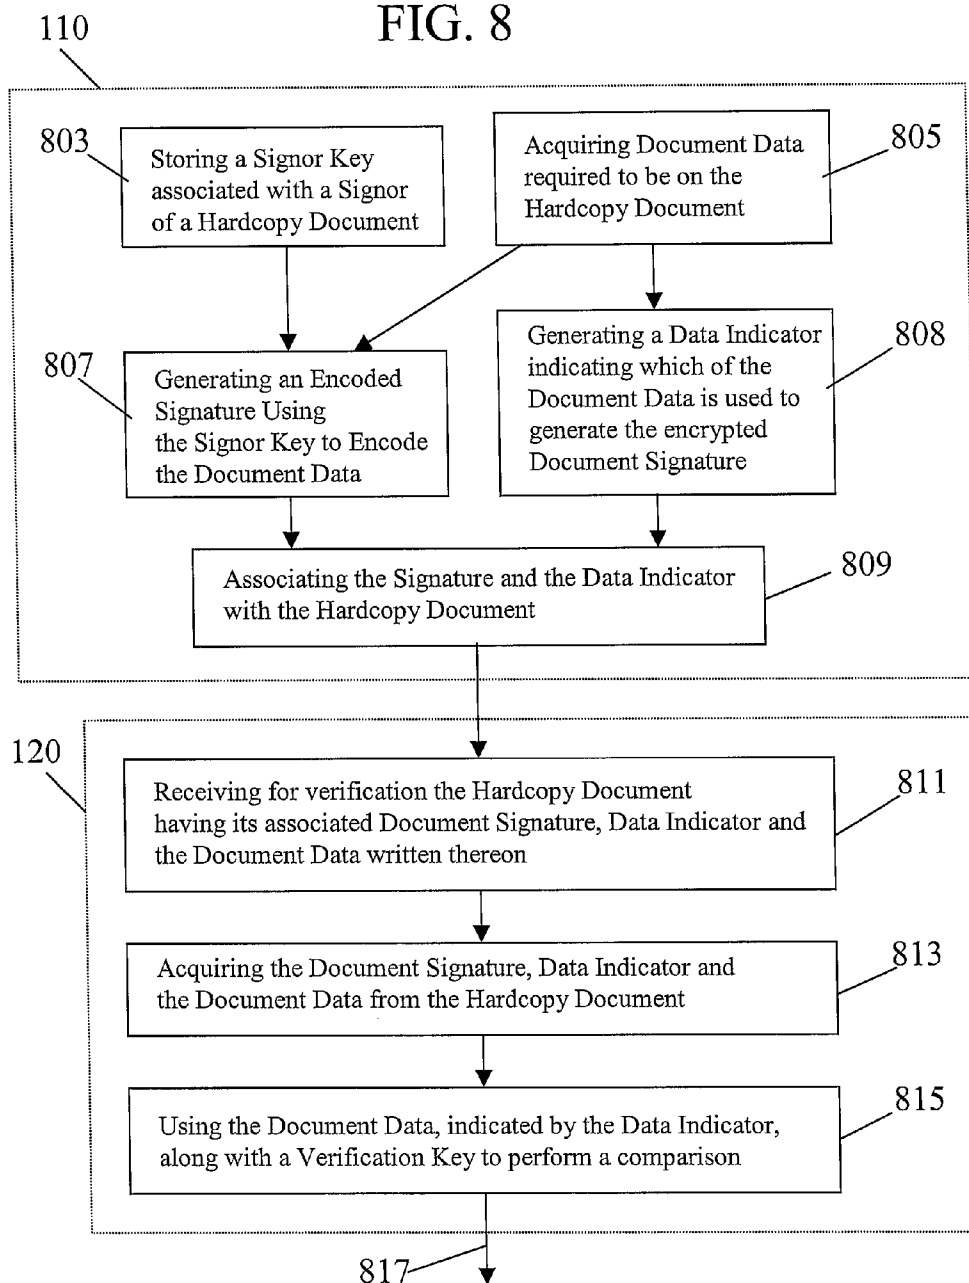 FIG. 8
110
803
Storing a Signor Key
associated with a Signor
of a Hardcopy Document
Acquiring Document Data
required to be on the
Hardcopy Document
805
807
Generating an Encoded
Signature Using
the Signor Key to Encode
the Document Data
Generating a Data Indicator
indicating which of the
Document Data is used to
generate the encrypted
Document Signature
808
Associating the Signature and the Data Indicator
with the Hardcopy Document
809
120
Receiving for verification the Hardcopy Document
having its associated Document Signature, Data Indicator and
the Document Data written thereon
811
Acquiring the Document Signature, Data Indicator and
the Document Data from the Hardcopy Document
813
Using the Document Data, indicated by the Data Indicator,
along with a Verification Key to perform a comparison
815
817